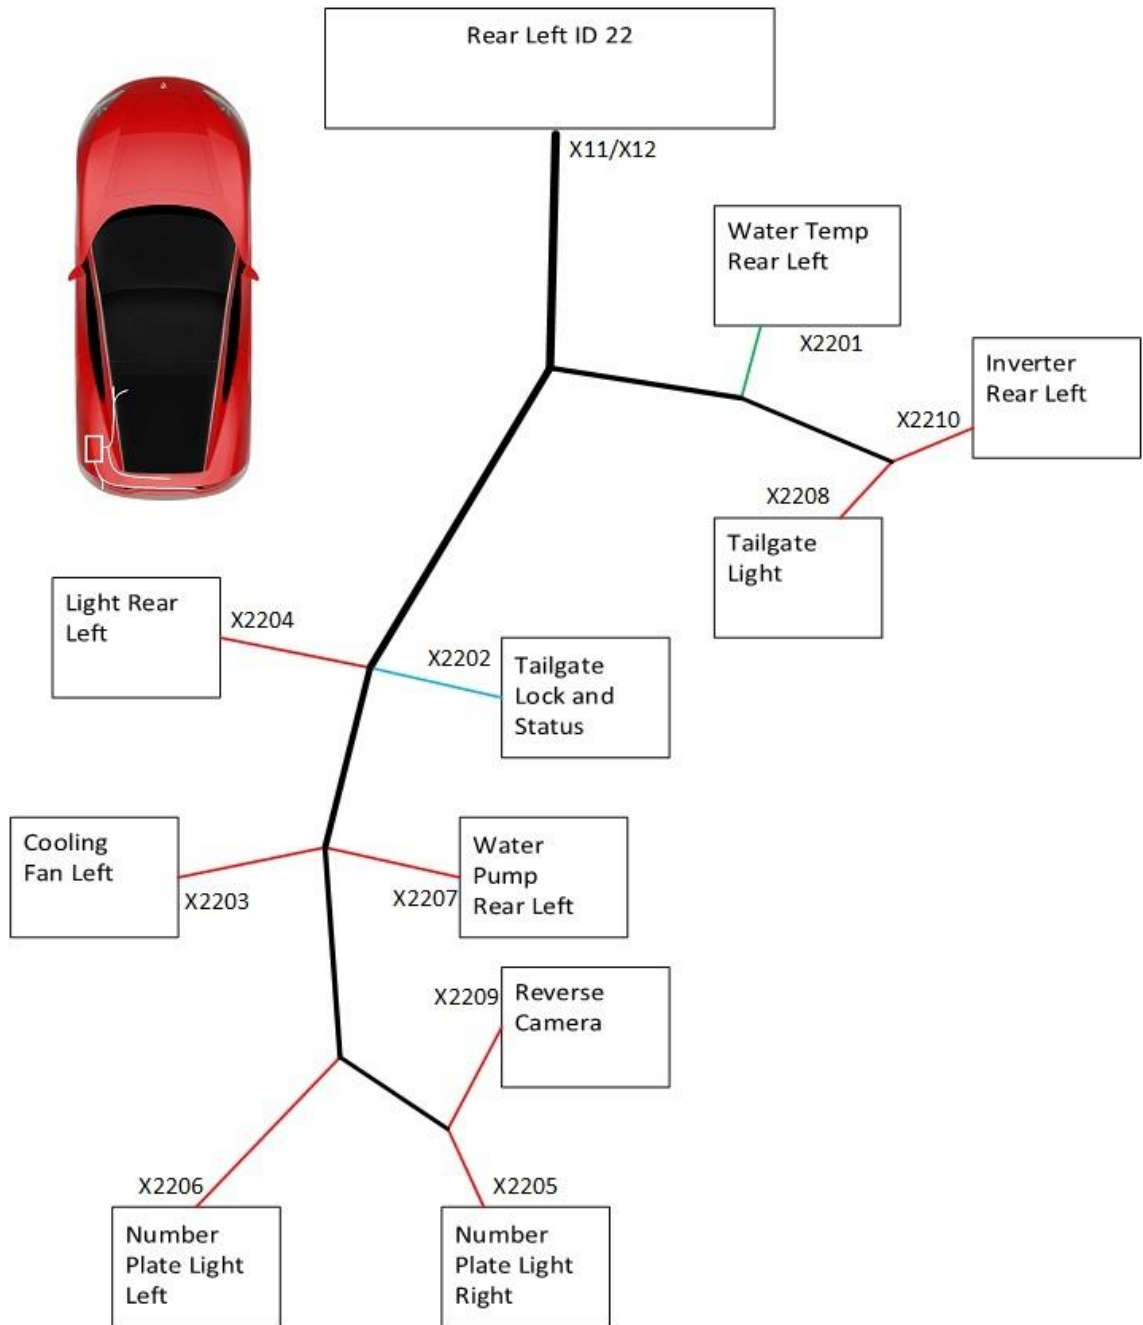 Rear Left ID 22
X11/X12
Water Temp
Rear Left
X2201
Inverter
Rear Left
X2210
X2208
Tailgate
Light
Light Rear
Left
X2204
X2202
Tailgate
Lock and
Status
Cooling
Fan Left
X2203
Water
Pump
Rear Left
X2207
X2209
Reverse
Camera
X2206
Number
Plate Light
Left
X2205
Number
Plate Light
Right